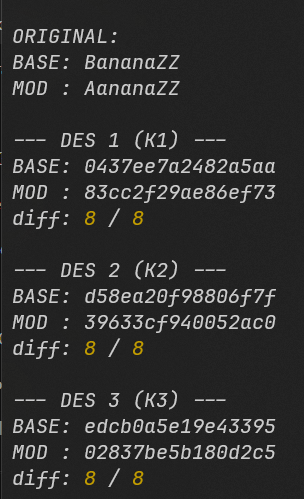 ORIGINAL:
BASE: BananaZZ
MOD : AananaZZ
--- DES 1 (K1) ---
BASE: 0437ee7a2482a5aa
MOD : 83cc2f29ae86ef73
diff: 8 / 8
--- DES 2 (K2) ---
BASE: d58ea20f98806f7f
MOD : 39633cf940052ac0
diff: 8 / 8
--- DES 3 (K3) ---
BASE: edcb0a5e19e43395
MOD : 02837be5b180d2c5
diff: 8 / 8